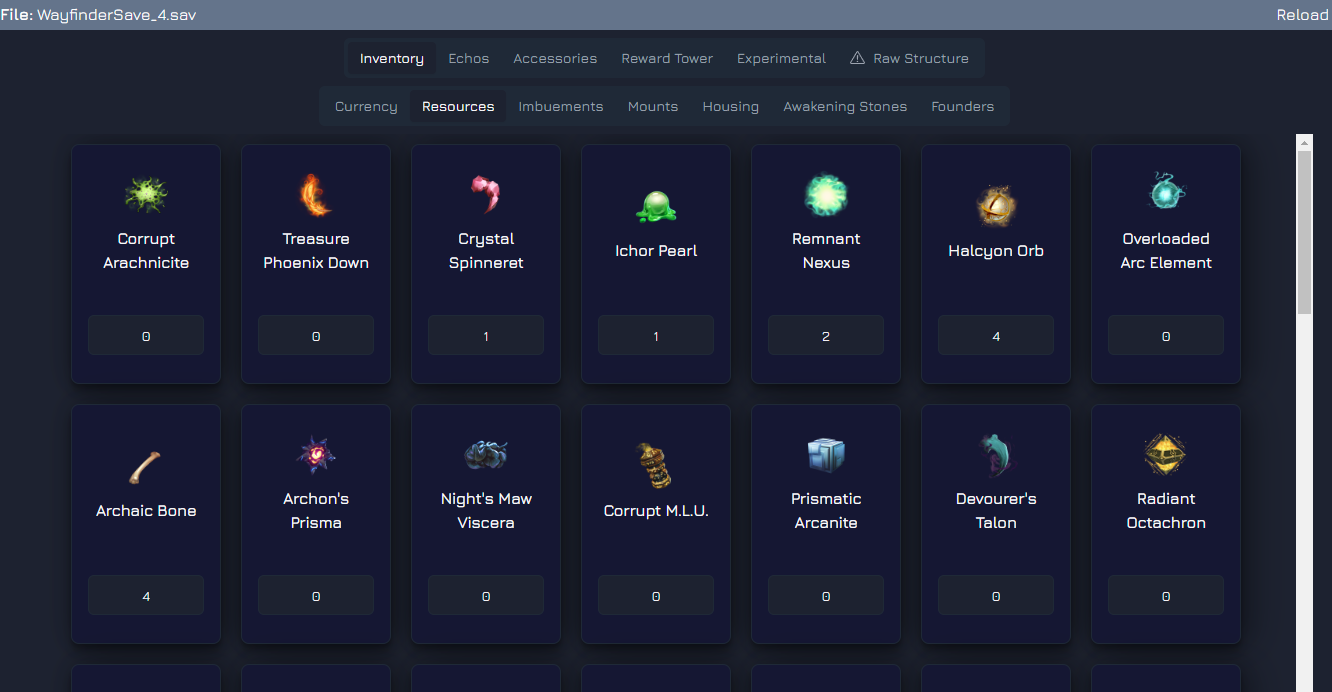 File: WayfinderSave_4.sav Reload
Inventory Echos Accessories Reward Tower Experimental Raw Structure
Currency Resources Imbuements Mounts Housing Awakening Stones Founders
Corrupt
Arachnicite
0
Treasure
Phoenix Down
0
Crystal
Spinneret
1
Ichor Pearl
1
Remnant
Nexus
2
Halcyon Orb
4
Overloaded
Arc Element
0
Archaic Bone
4
Archon's
Prisma
0
Night's Maw
Viscera
0
Corrupt M.L.U.
0
Prismatic
Arcanite
0
Devourer's
Talon
0
Radiant
Octachron
0